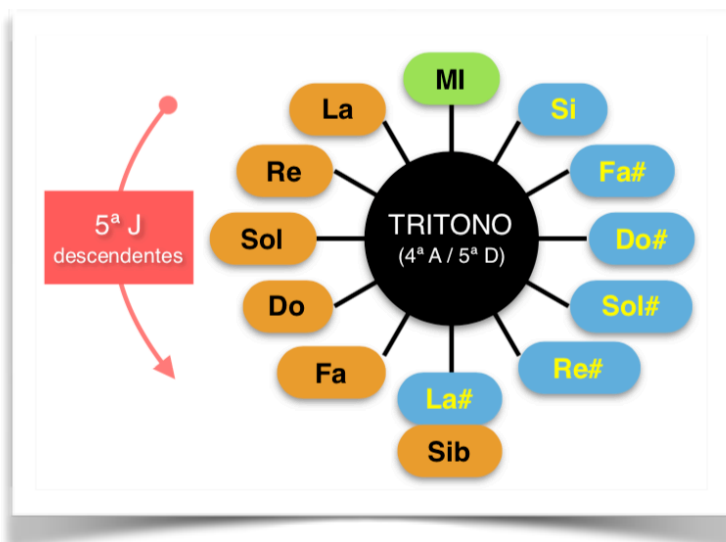 MI
La
Si
Re
Fa#
5ª J
descendentes
Sol
TRITONO
(4ª A / 5ª D)
Do#
Do
Sol#
Fa
Re#
La#
Sib